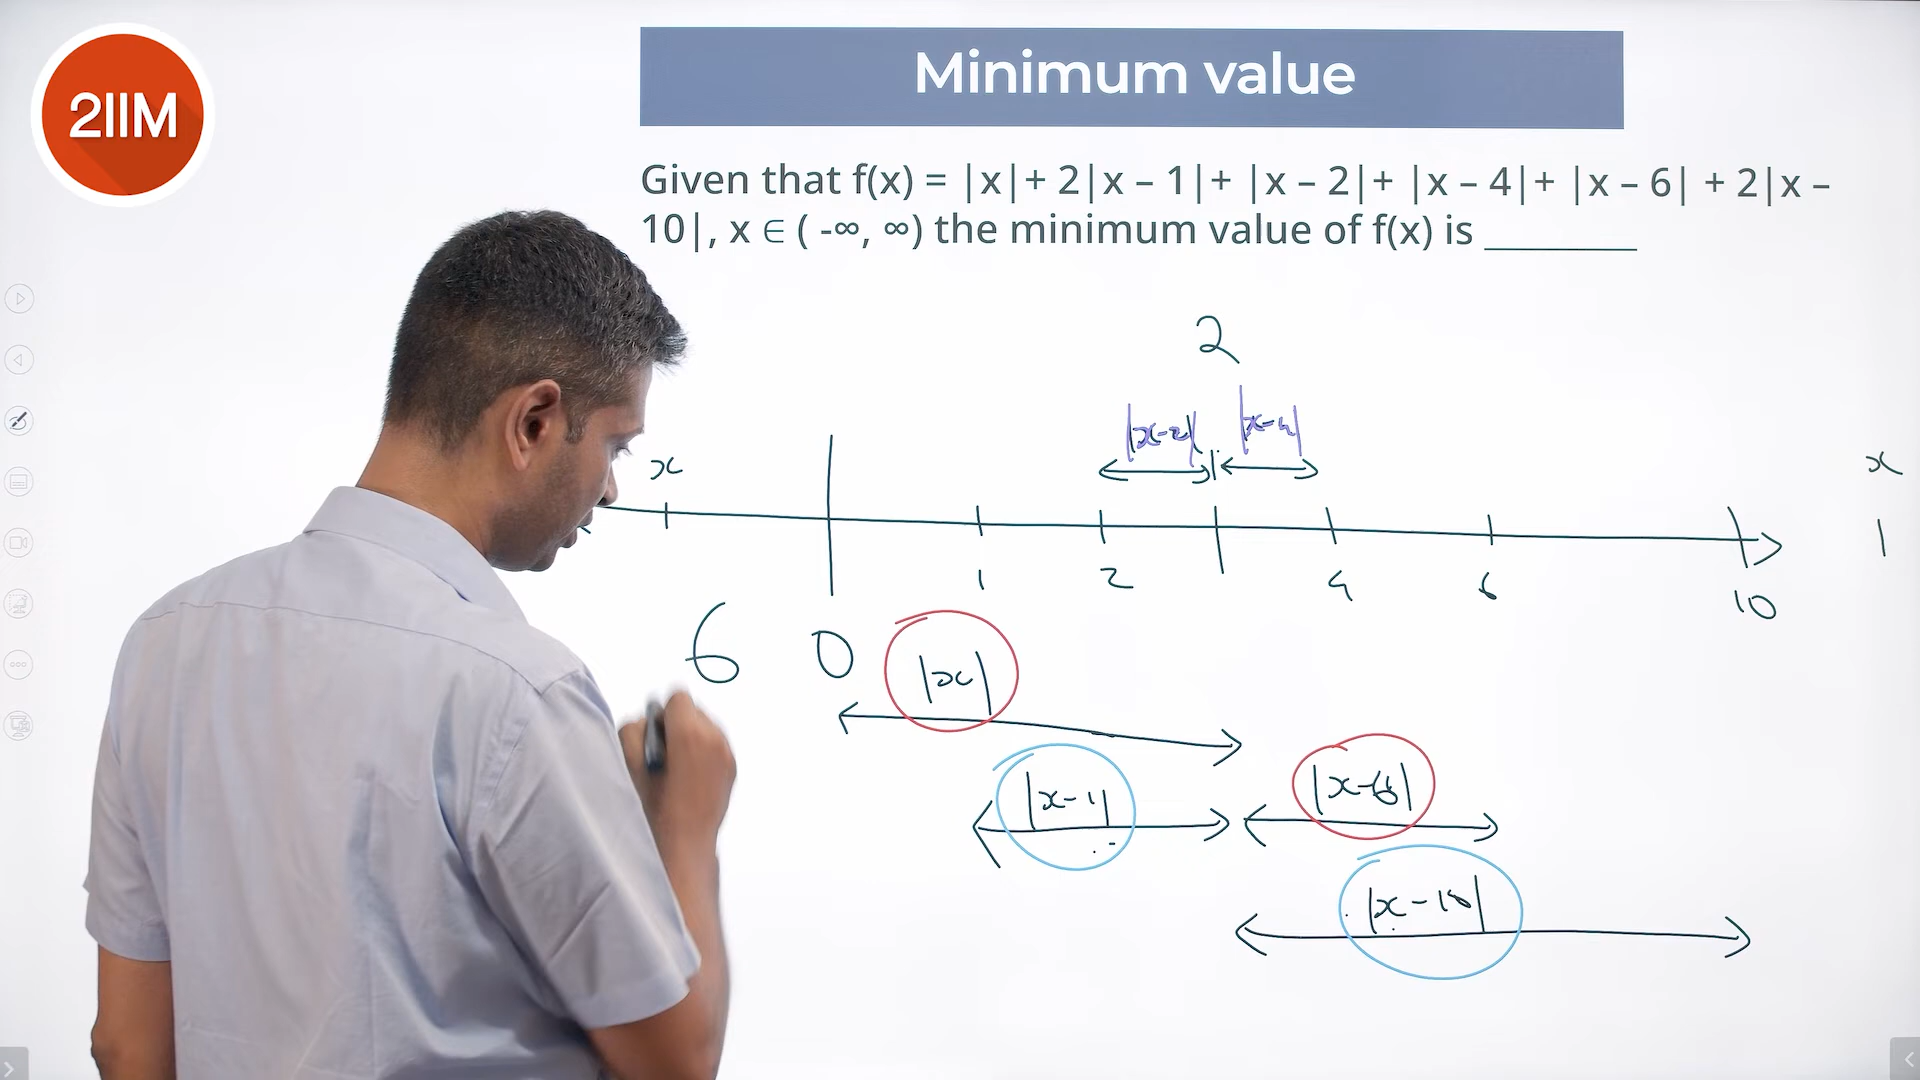 2IIM
Minimum value
Given that f(x) = |x|+ 2|x – 1|+ |x – 2|+ |x – 4|+ |x – 6| + 2|x –
10|, x ∈ ( -∞, ∞) the minimum value of f(x) is ________
2
|x-2| |x-4|
x x
1 2 4 6 10
6 0 |x|
|x-1| |x-6|
|x-10|